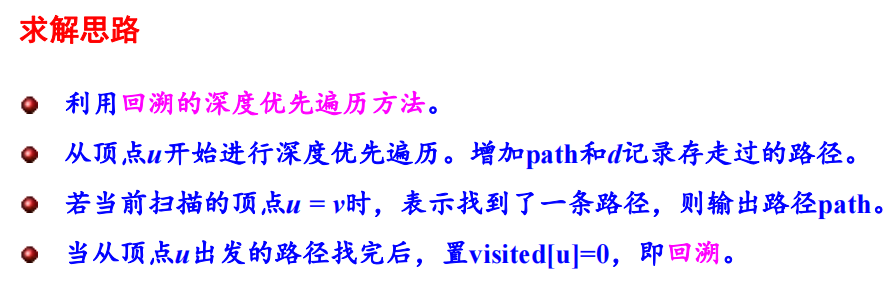 求解思路
利用回溯的深度优先遍历方法。
从顶点u开始进行深度优先遍历。增加path和d记录存走过的路径。
若当前扫描的顶点u = v时，表示找到了一条路径，则输出路径path。
当从顶点u出发的路径找完后，置visited[u]=0，即回溯。